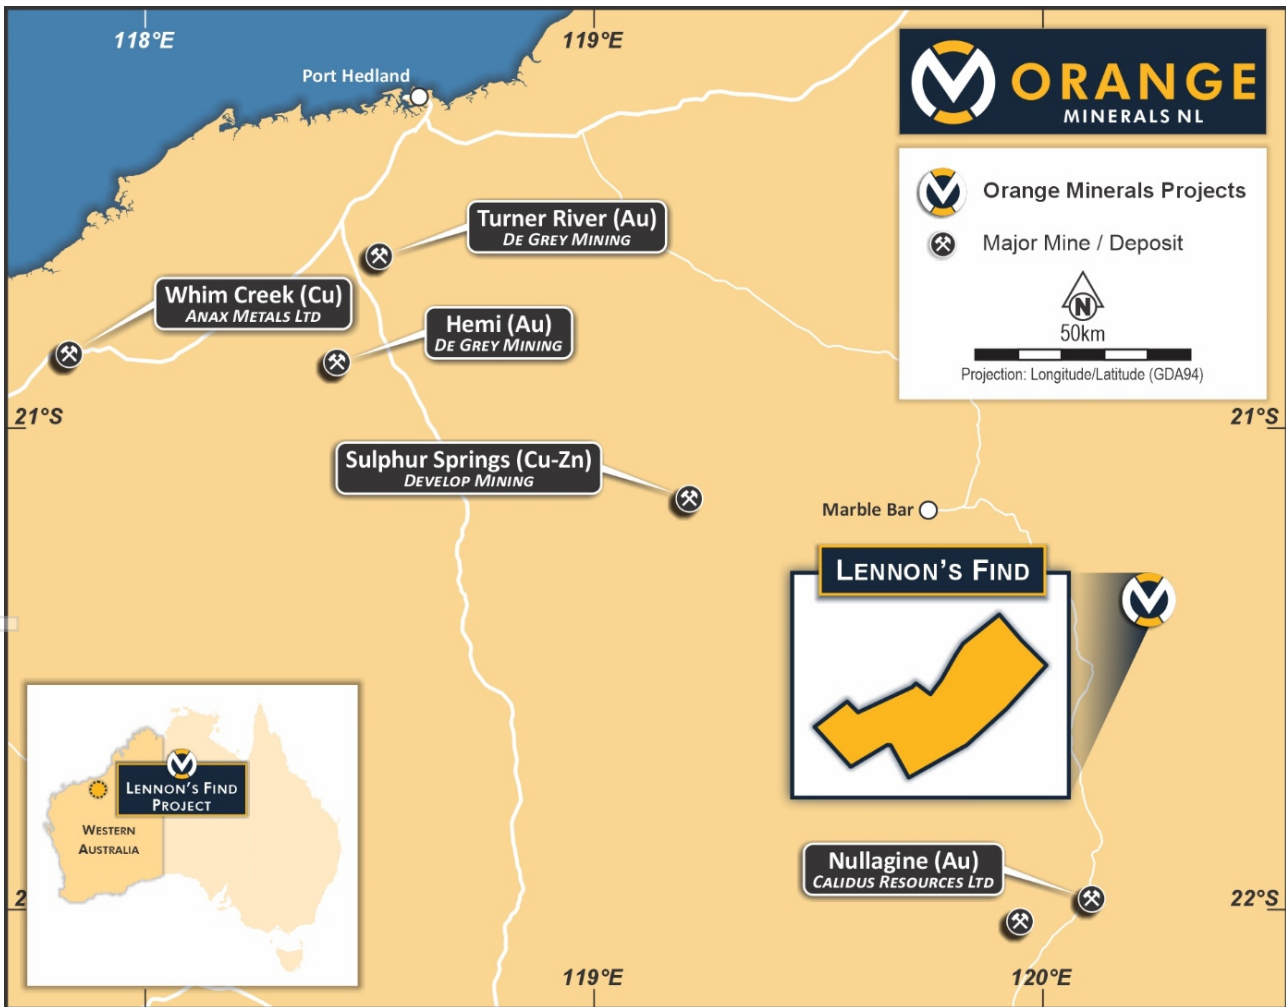 118°E
119°E
Port Hedland
ORANGE
MINERALS NL
Orange Minerals Projects
Major Mine / Deposit
N
50km
Projection: Longitude/Latitude (GDA94)
Turner River (Au)
DE GREY MINING
Whim Creek (Cu)
ANAX METALS LTD
Hemi (Au)
DE GREY MINING
21°S
21°S
Sulphur Springs (Cu-Zn)
DEVELOP MINING
Marble Bar
LENNON'S FIND
LENNON'S FIND
PROJECT
WESTERN
AUSTRALIA
Nullagine (Au)
CALIDUS RESOURCES LTD
2
22°S
119°E
120°E